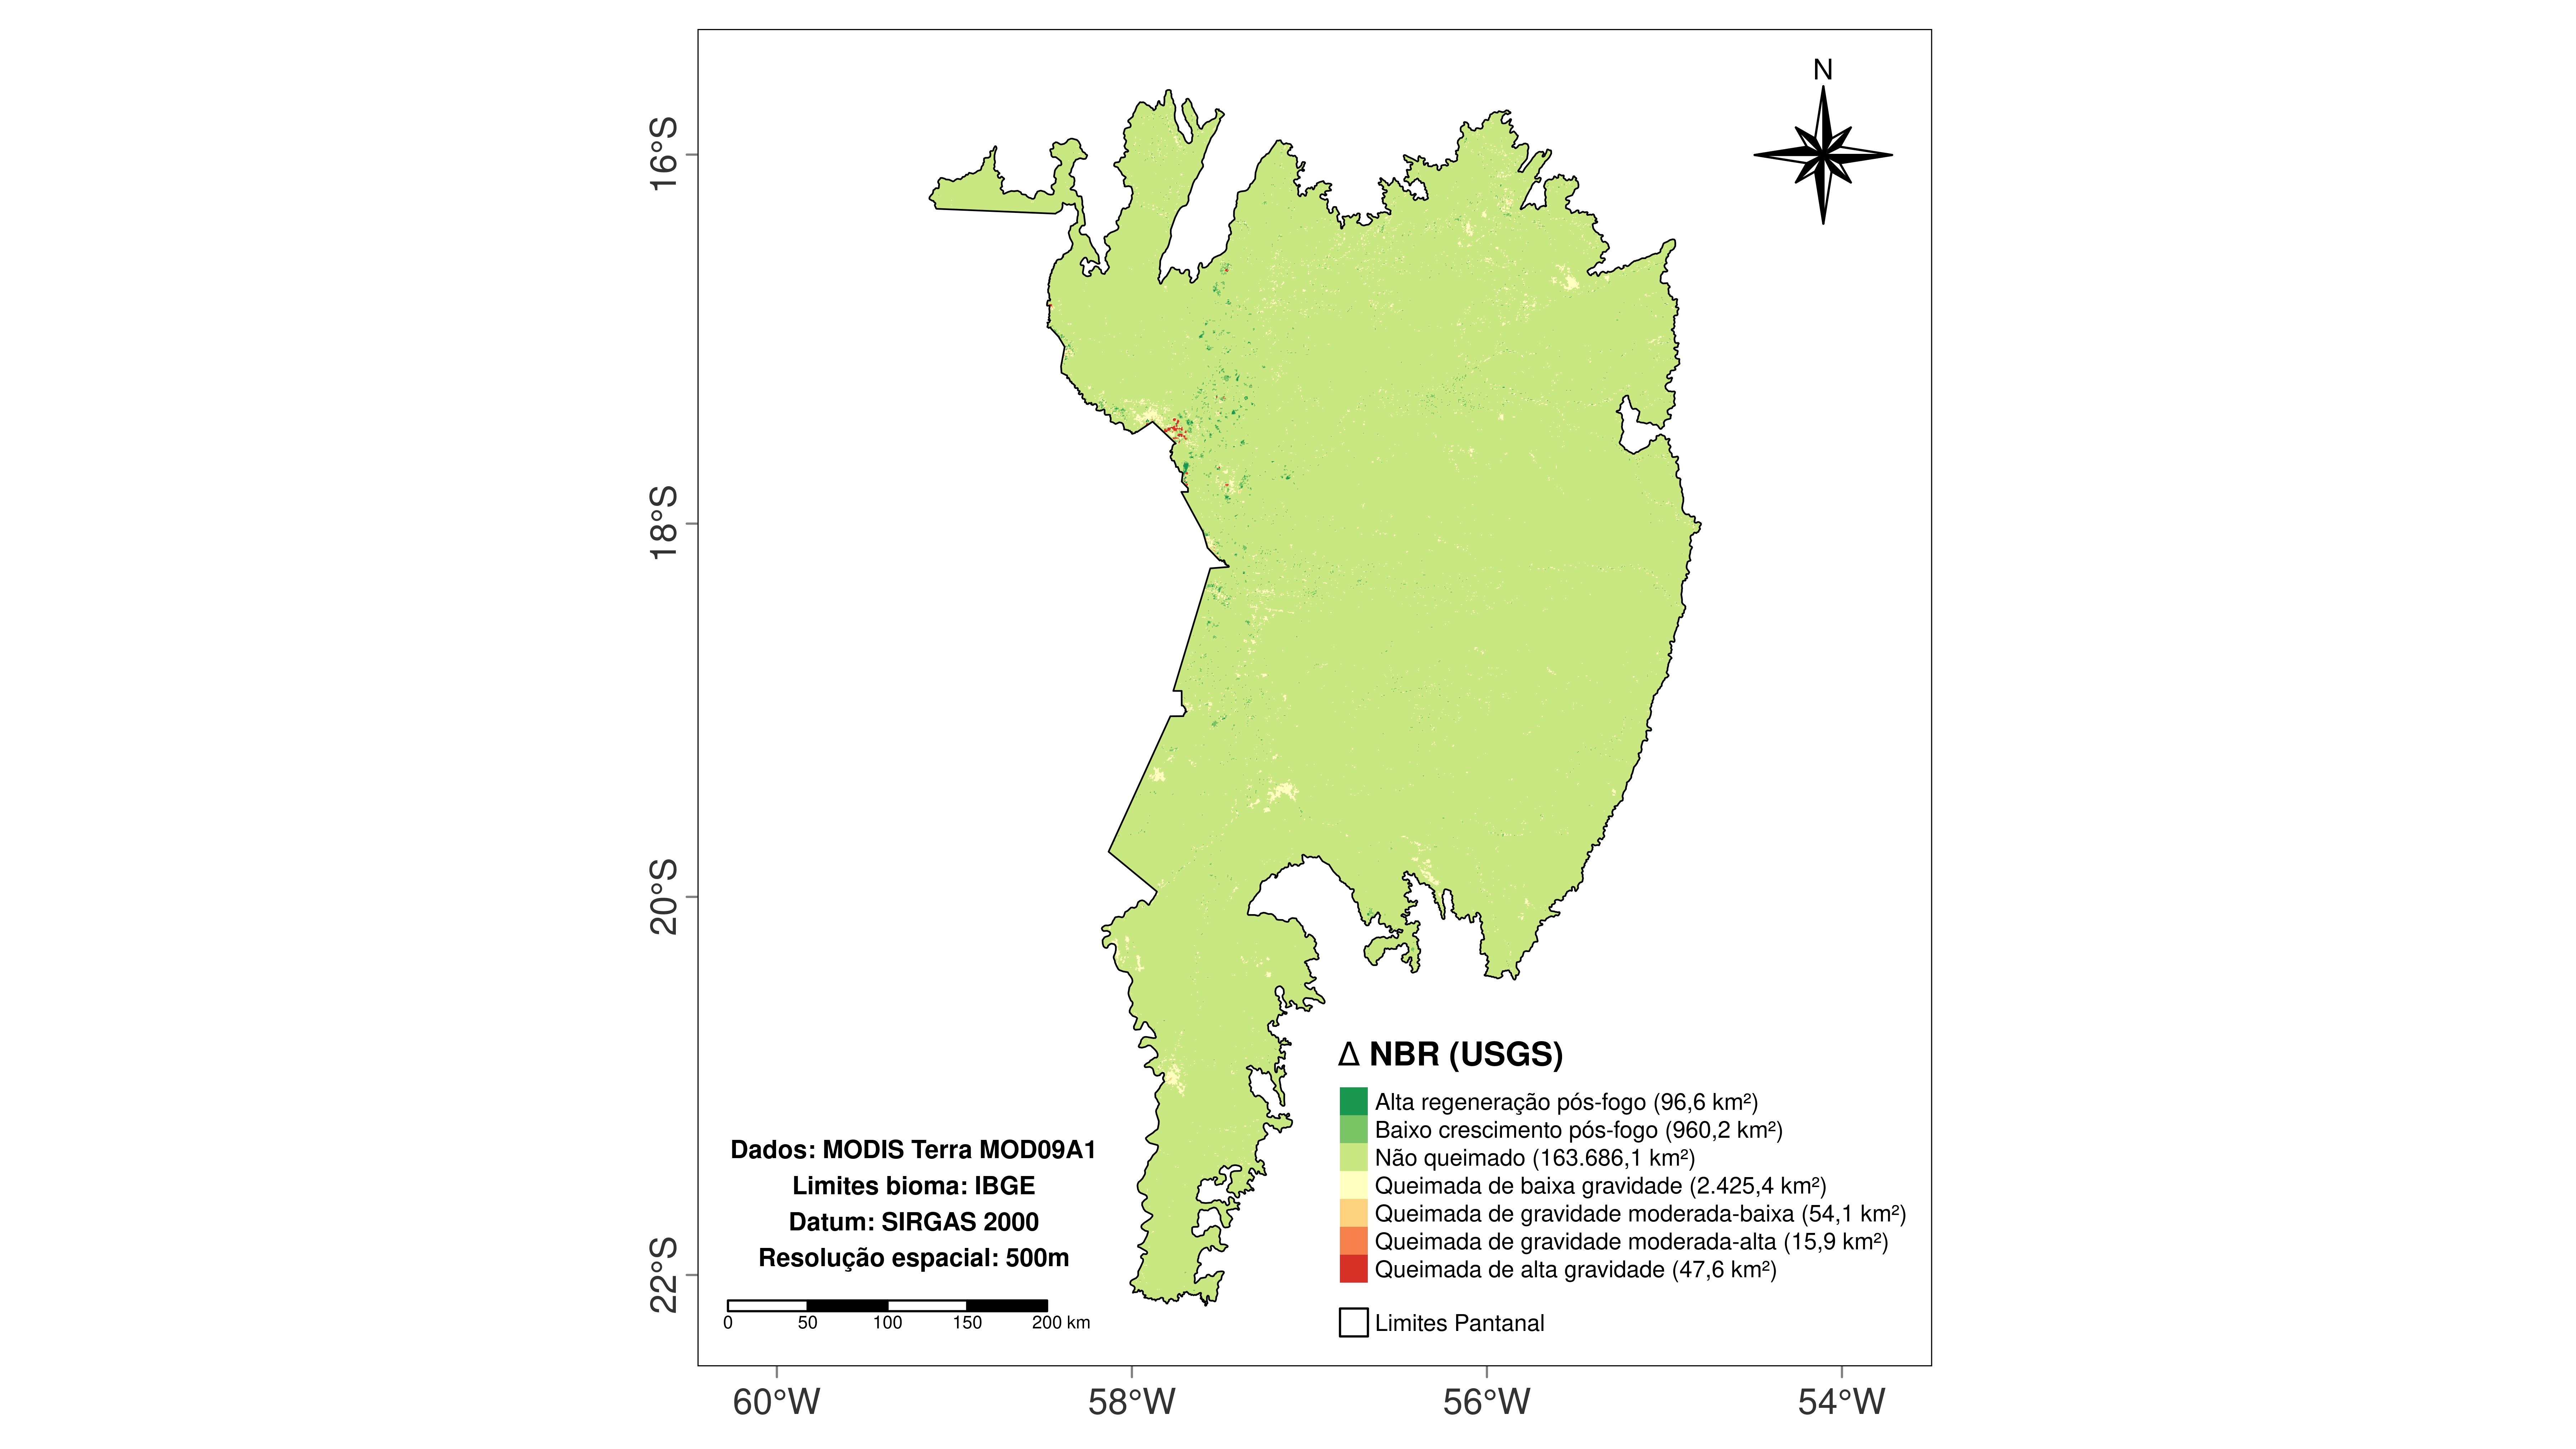 N
16°S
18°S
20°S
22°S
Δ NBR (USGS)
Alta regeneração pós-fogo (96,6 km²)
Baixo crescimento pós-fogo (960,2 km²)
Não queimado (163.686,1 km²)
Queimada de baixa gravidade (2.425,4 km²)
Queimada de gravidade moderada-baixa (54,1 km²)
Queimada de gravidade moderada-alta (15,9 km²)
Queimada de alta gravidade (47,6 km²)
Limites Pantanal
Dados: MODIS Terra MOD09A1
Limites bioma: IBGE
Datum: SIRGAS 2000
Resolução espacial: 500m
0 50 100 150 200 km
60°W 58°W 56°W 54°W